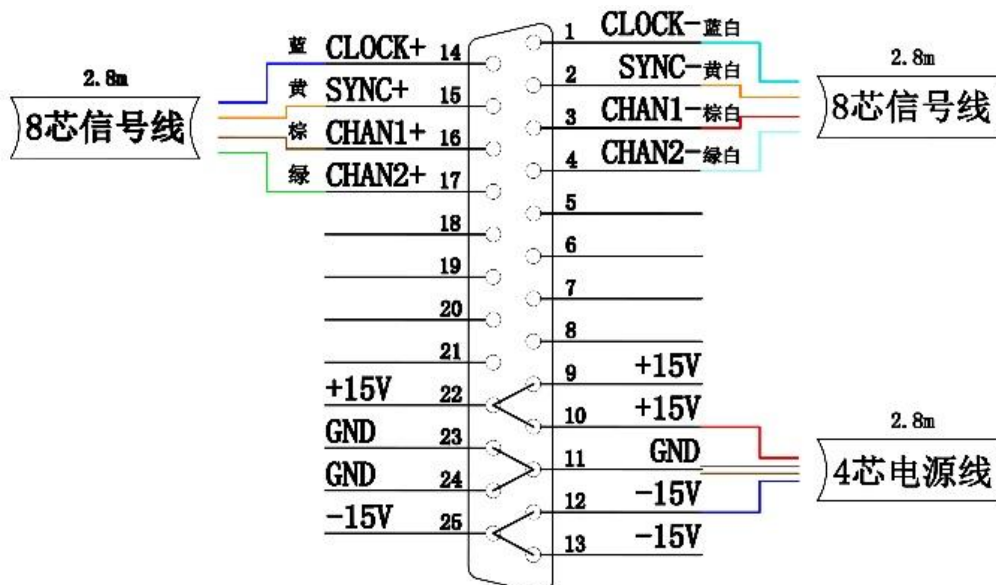 1 CLOCK-蓝白
蓝 CLOCK+ 14
2 SYNC-黄白
黄 SYNC+ 15
3 CHAN1-棕白
棕 CHAN1+ 16
4 CHAN2-绿白
绿 CHAN2+ 17
2.8m
8芯信号线
2.8m
8芯信号线
5
18
6
19
7
20
8
21
9 +15V
+15V 22
10 +15V
GND 23
11 GND
GND 24
12 -15V
-15V 25
13 -15V
2.8m
4芯电源线